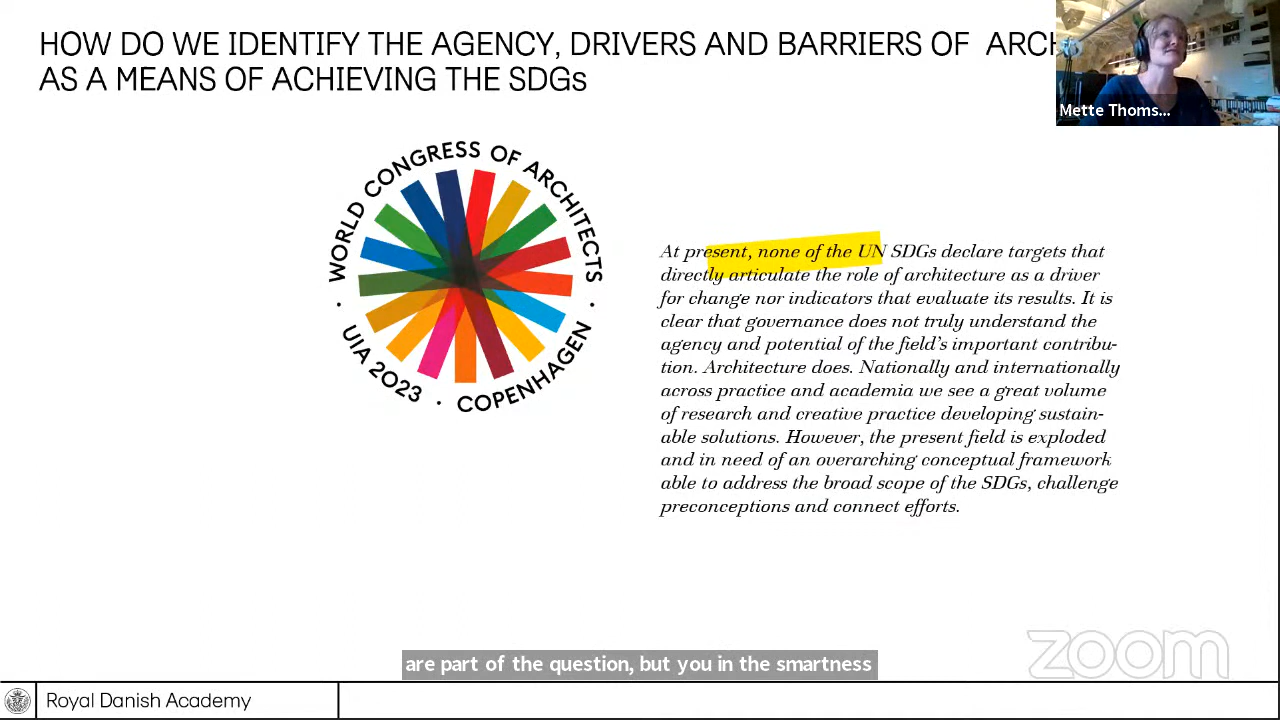 HOW DO WE IDENTIFY THE AGENCY, DRIVERS AND BARRIERS OF
AS A MEANS OF ACHIEVING THE SDGs
Mette Thoms...
WORLD CONGRESS OF ARCHITECTS
· UIA 2023 · COPENHAGEN ·
At present, none of the UN SDGs declare targets that
directly articulate the role of architecture as a driver
for change nor indicators that evaluate its results. It is
clear that governance does not truly understand the
agency and potential of the field's important contribu-
tion. Architecture does. Nationally and internationally
across practice and academia we see a great volume
of research and creative practice developing sustain-
able solutions. However, the present field is exploded
and in need of an overarching conceptual framework
able to address the broad scope of the SDGs, challenge
preconceptions and connect efforts.
zoom
are part of the question, but you in the smartness
Royal Danish Academy